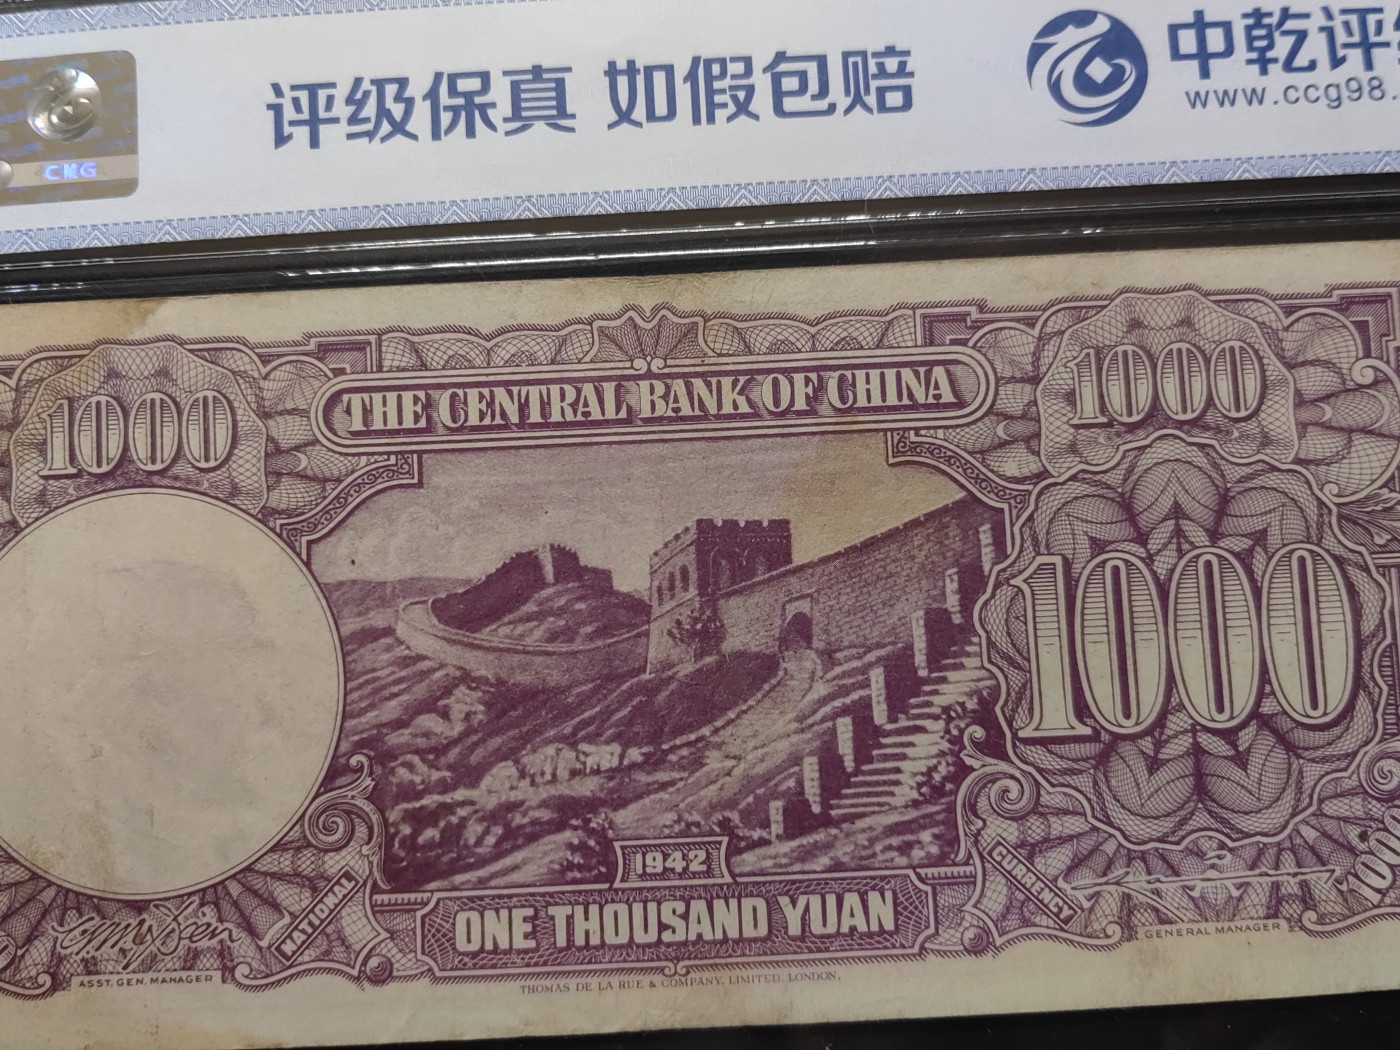 中乾评级
www.ccg98.
评级保真 如假包赔
CMG
1000
THE CENTRAL BANK OF CHINA
1000
1000
1942
NATIONAL
CURRENCY
1000
ONE THOUSAND YUAN
ASST. GEN. MANAGER
GENERAL MANAGER
THOMAS DE LA RUE & COMPANY, LIMITED, LONDON.